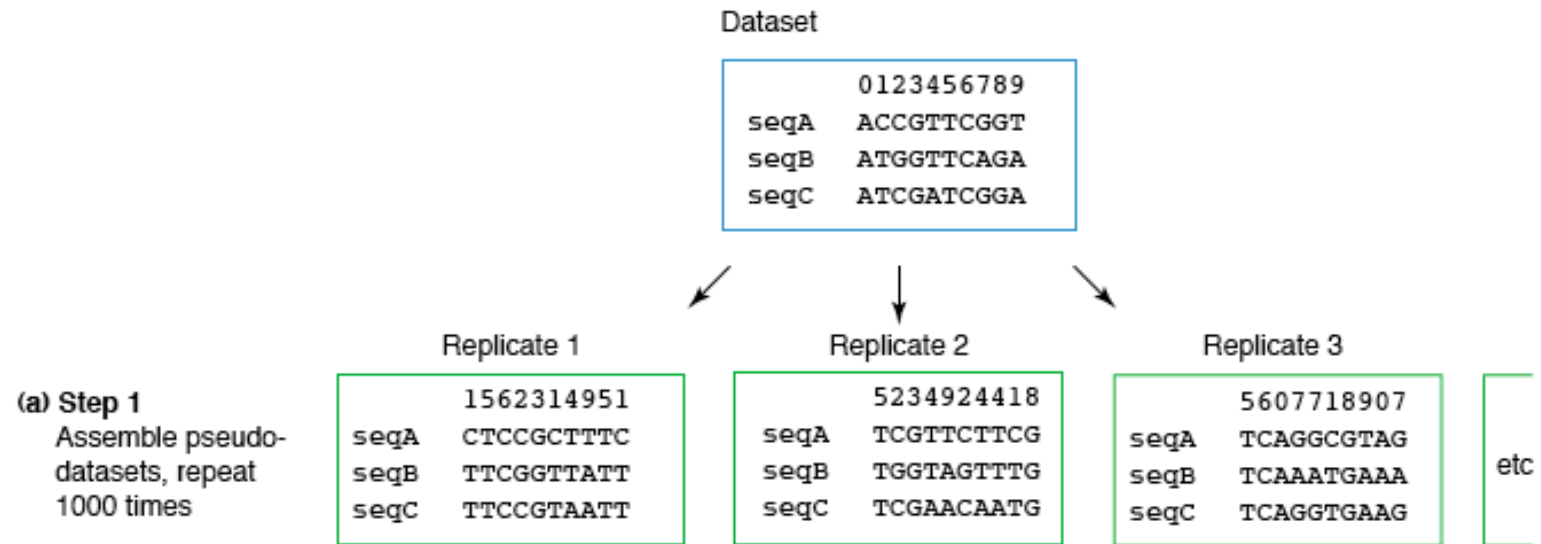 Dataset
0123456789
seqA ACCGTTCGGT
seqB ATGGTTCAGA
seqC ATCGATCGGA
Replicate 1
Replicate 2
Replicate 3
(a) Step 1
Assemble pseudo-
datasets, repeat
1000 times
1562314951
seqA CTCCGCTTTC
seqB TTCGGTTATT
seqC TTCCGTAATT
5234924418
seqA TCGTTCTTCG
seqB TGGTAGTTTG
seqC TCGAACAATG
5607718907
seqA TCAGGCGTAG
seqB TCAAATGAAA
seqC TCAGGTGAAG
etc